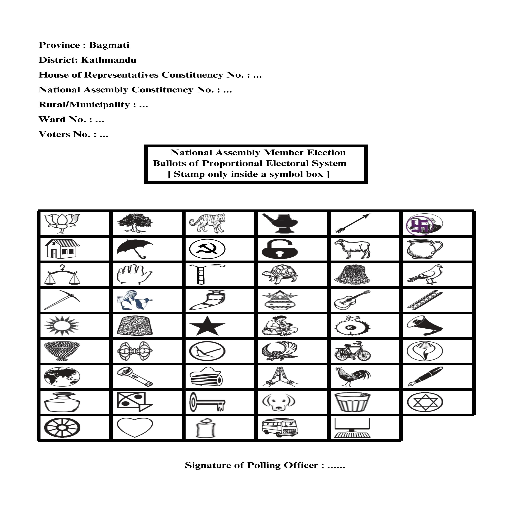 Province : Bagmati
District: Kathmandu
House of Representatives Constituency No. : ...
National Assembly Constituency No. : ...
Rural/Municipality : ...
Ward No. : ...
Voters No. : ...
National Assembly Member Election
Ballots of Proportional Electoral System
[ Stamp only inside a symbol box ]
Signature of Polling Officer : ......